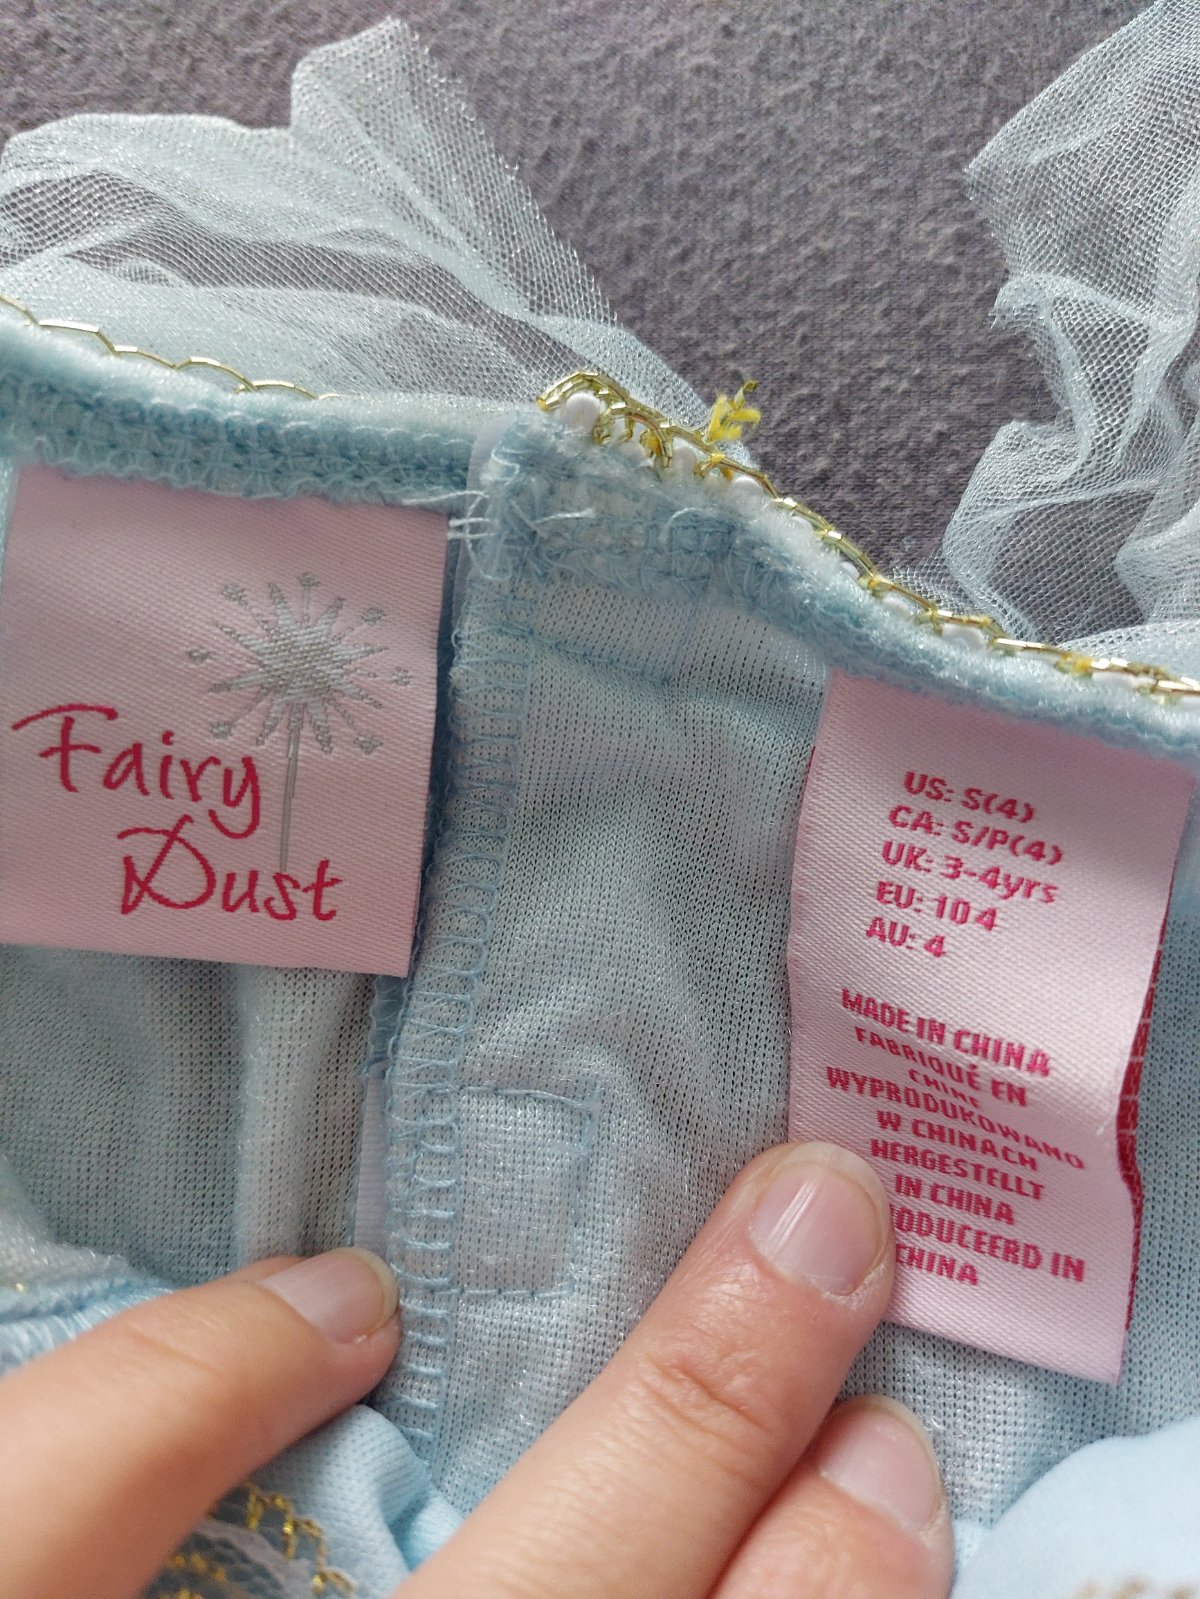 Fairy
Dust
US: S(4)
CA: S/P(4)
UK: 3-4yrs
EU: 104
AU: 4
MADE IN CHINA
FABRIQUÉ EN
CHINE
WYPRODUKOWANO
W CHINACH
HERGESTELLT
IN CHINA
ODUCEERD IN
CHINA